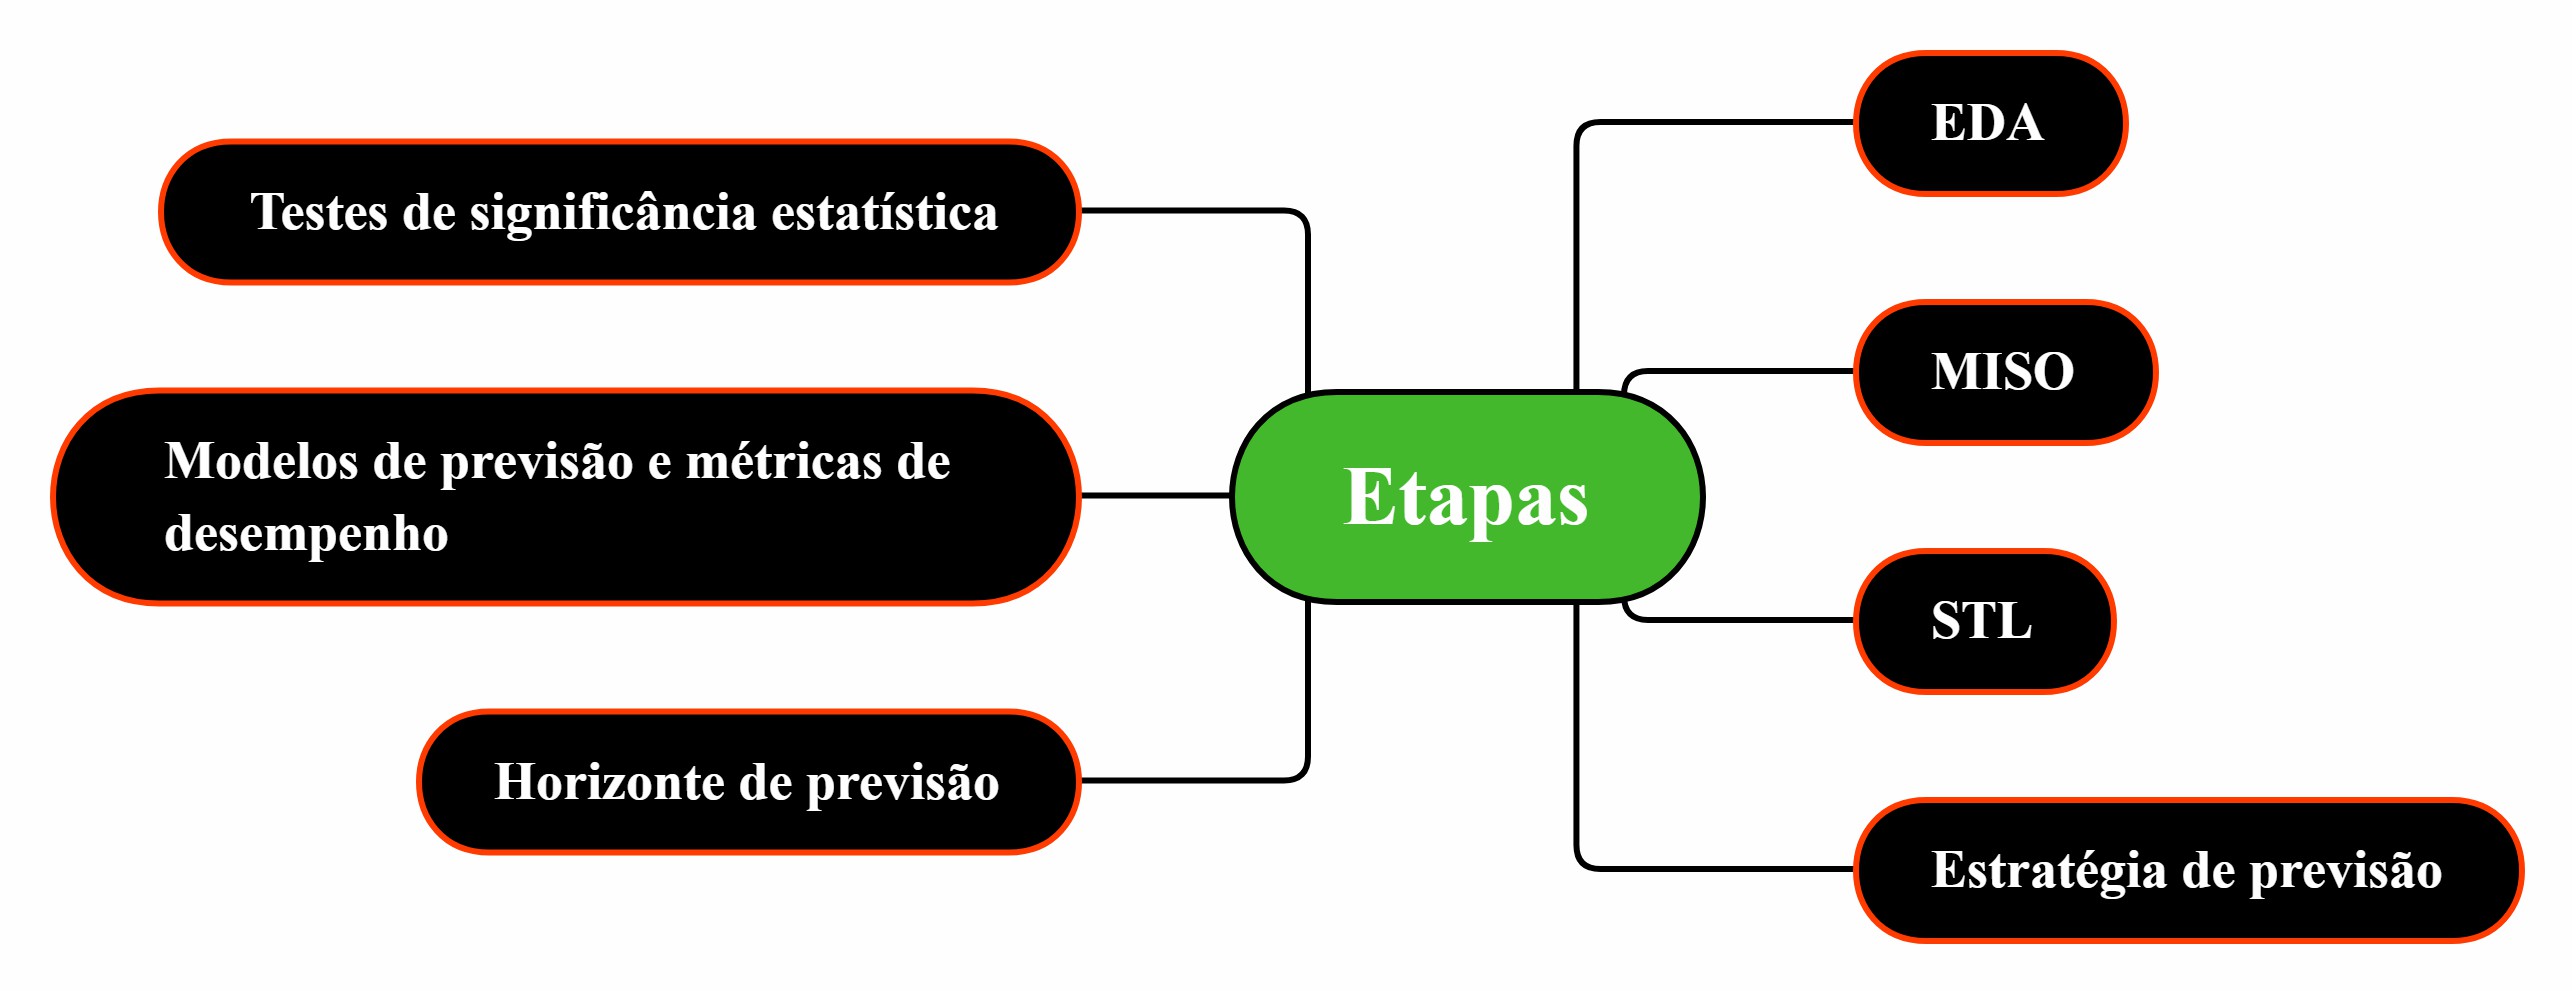 EDA
Testes de significância estatística
MISO
Modelos de previsão e métricas de
desempenho
Etapas
STL
Horizonte de previsão
Estratégia de previsão